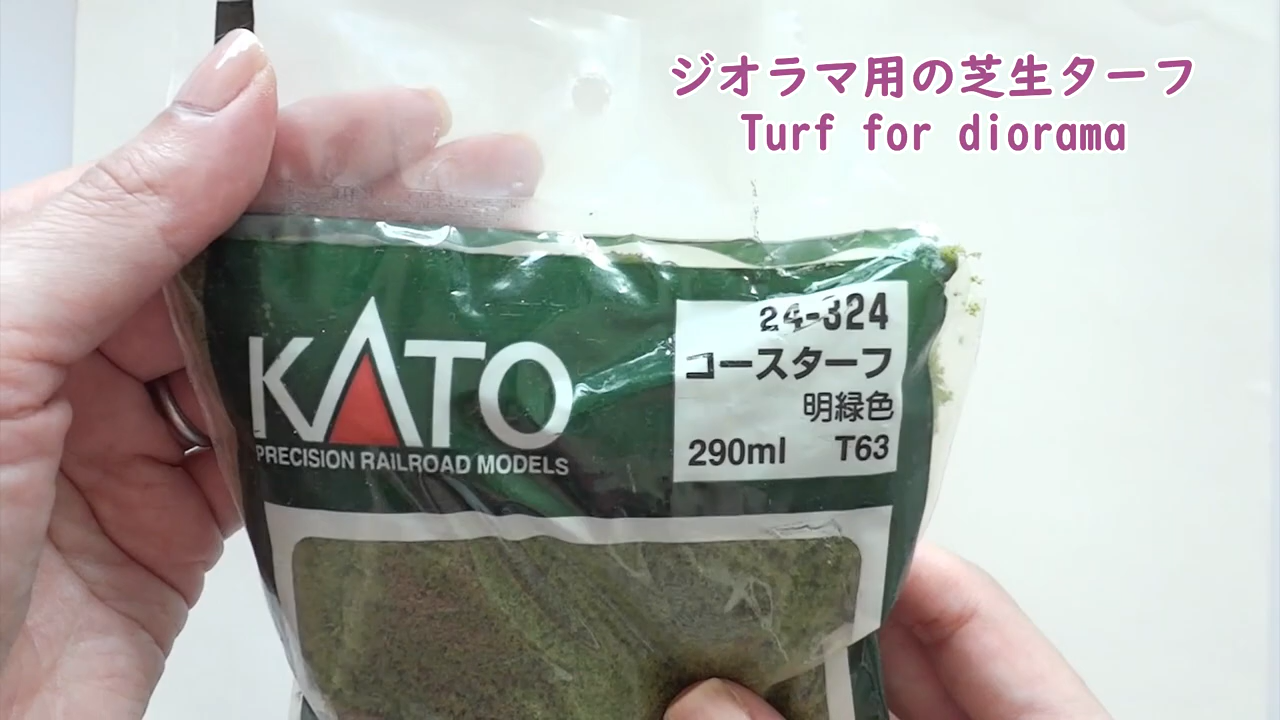 ジオラマ用の芝生ターフ
Turf for diorama
KATO
PRECISION RAILROAD MODELS
24-324
コースターフ
明緑色
290ml T63